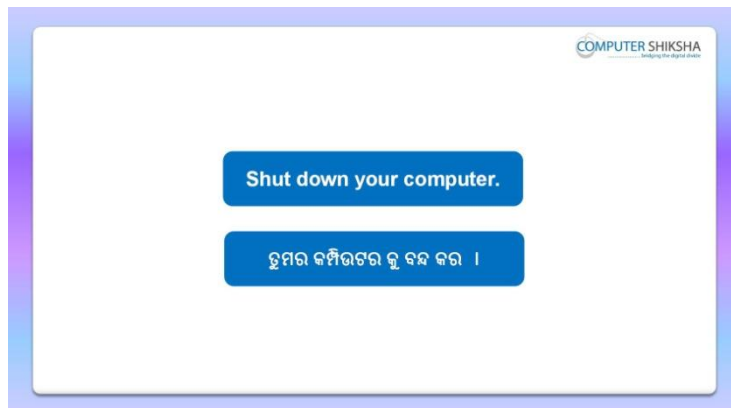 COMPUTER SHIKSHA
bridging the digital divide
Shut down your computer.
ତୁମର କମ୍ପିଉଟର କୁ ବନ୍ଦ କର ।